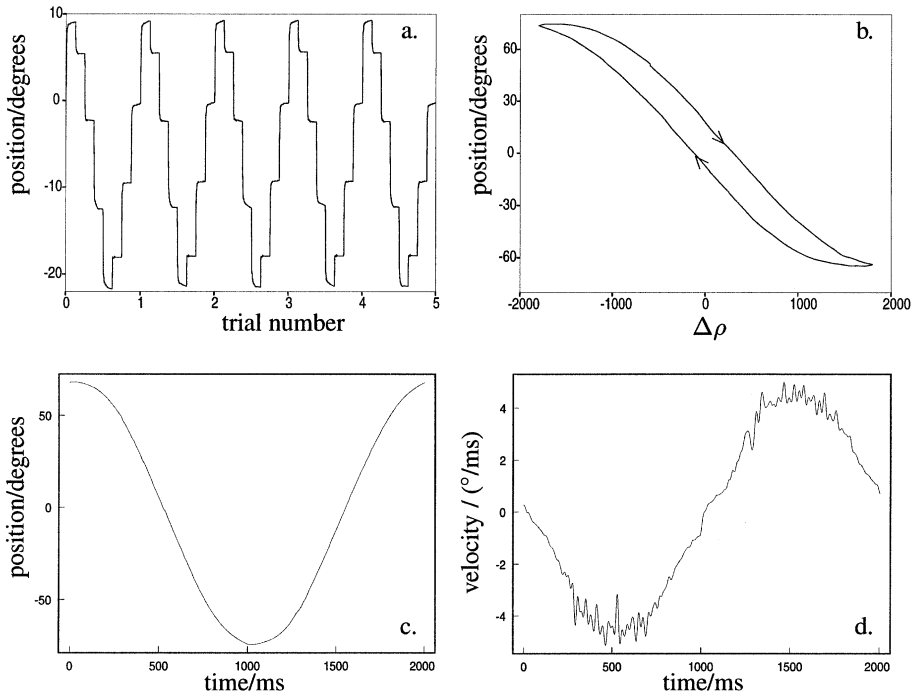 10
0
-10
-20
position/degrees
a.
0 1 2 3 4 5
trial number
60
30
0
-30
-60
position/degrees
b.
-2000 -1000 0 1000 2000
Δρ
50
0
-50
position/degrees
c.
0 500 1000 1500 2000
time/ms
4
2
0
-2
-4
velocity / (°/ms)
d.
0 500 1000 1500 2000
time/ms